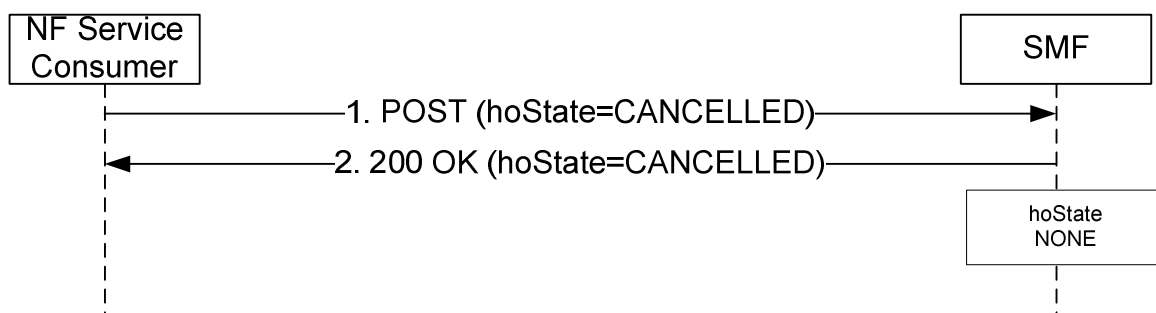 NF Service
Consumer
SMF
1. POST (hoState=CANCELLED)
2. 200 OK (hoState=CANCELLED)
hoState
NONE